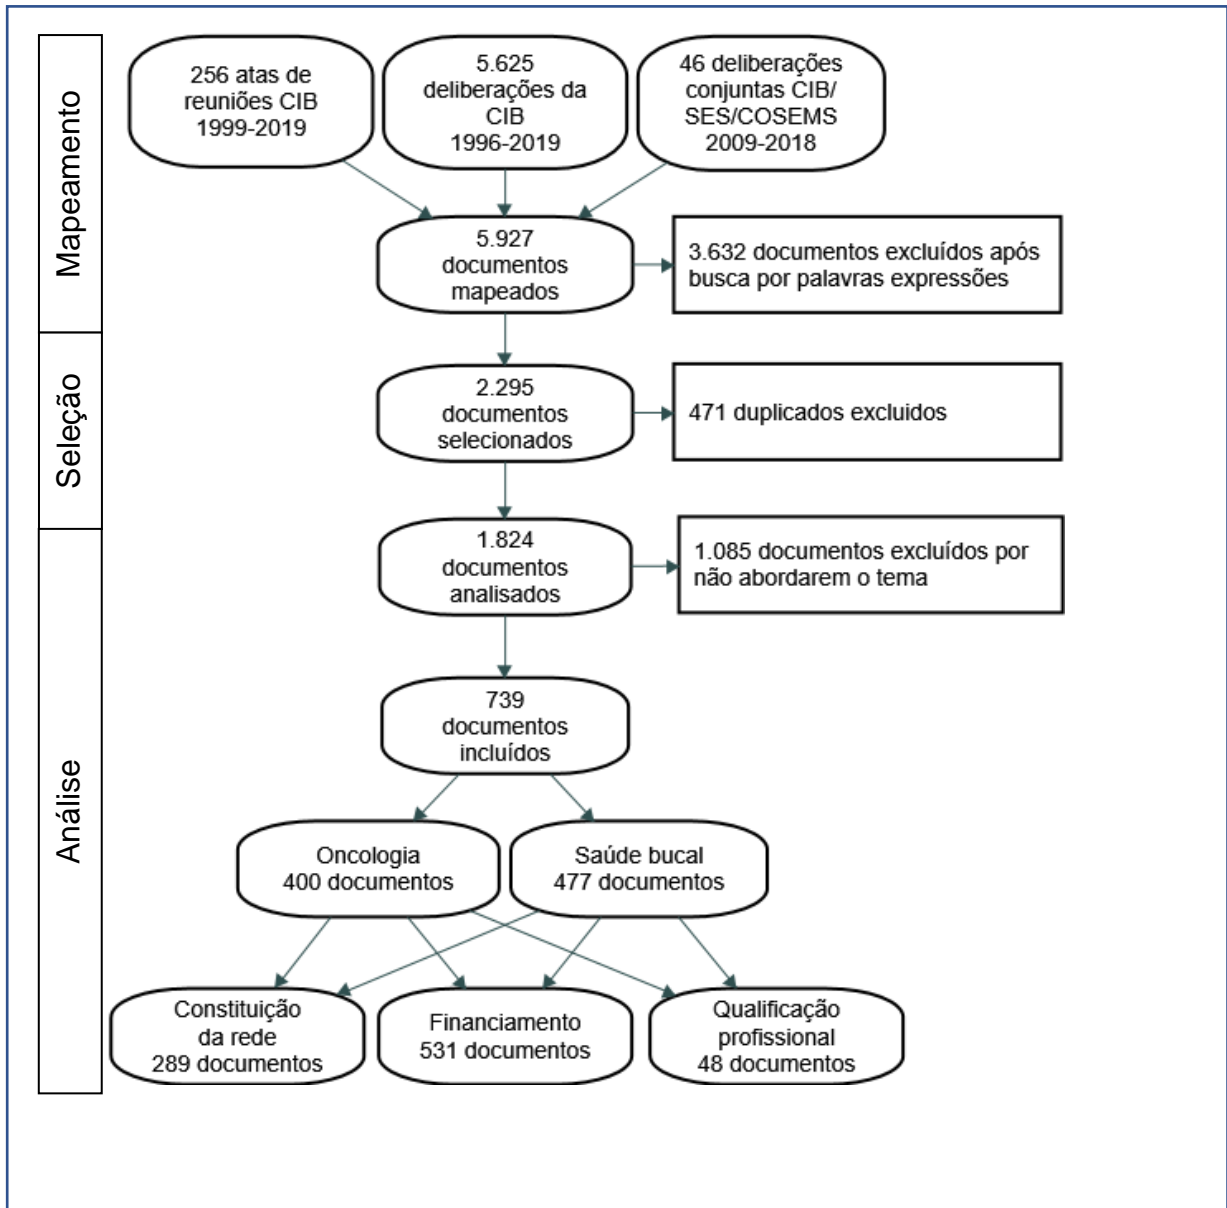 Mapeamento
256 atas de
reuniões CIB
1999-2019
5.625
deliberações da
CIB
1996-2019
46 deliberações
conjuntas CIB/
SES/COSEMS
2009-2018
5.927
documentos
mapeados
3.632 documentos excluídos após
busca por palavras expressões
Seleção
2.295
documentos
selecionados
471 duplicados excluidos
Análise
1.824
documentos
analisados
1.085 documentos excluídos por
não abordarem o tema
739
documentos
incluídos
Oncologia
400 documentos
Saúde bucal
477 documentos
Constituição
da rede
289 documentos
Financiamento
531 documentos
Qualificação
profissional
48 documentos